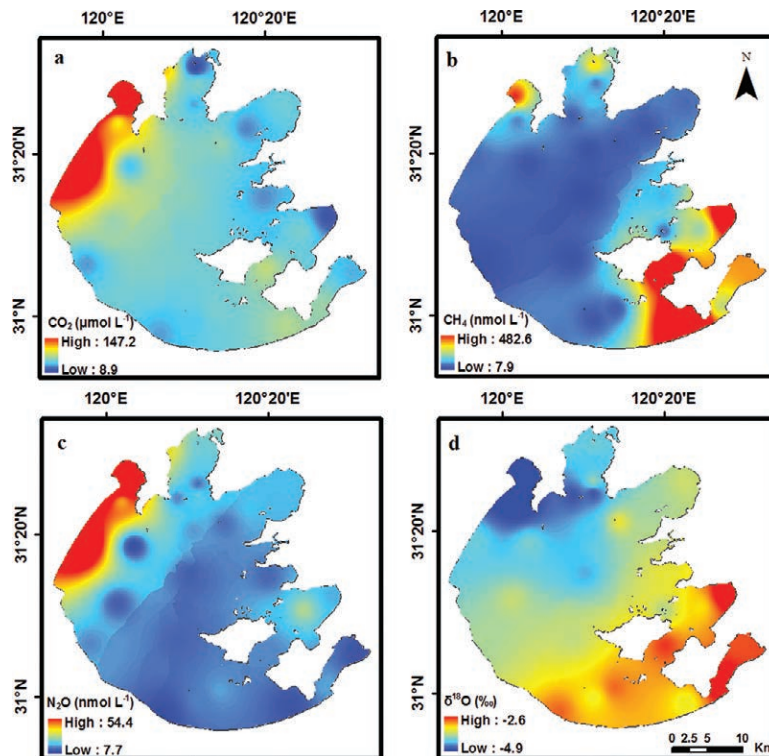 120°E 120°20'E 120°E 120°20'E
a b N
31°20'N 31°20'N
31°N 31°N
CO₂ (µmol L⁻¹) CH₄ (nmol L⁻¹)
High : 147.2 High : 482.6
Low : 8.9 Low : 7.9
120°E 120°20'E 120°E 120°20'E
c d
31°20'N 31°20'N
31°N 31°N
N₂O (nmol L⁻¹) δ¹⁸O (‰)
High : 54.4 High : -2.6
Low : 7.7 Low : -4.9
0 2.5 5 10
Km